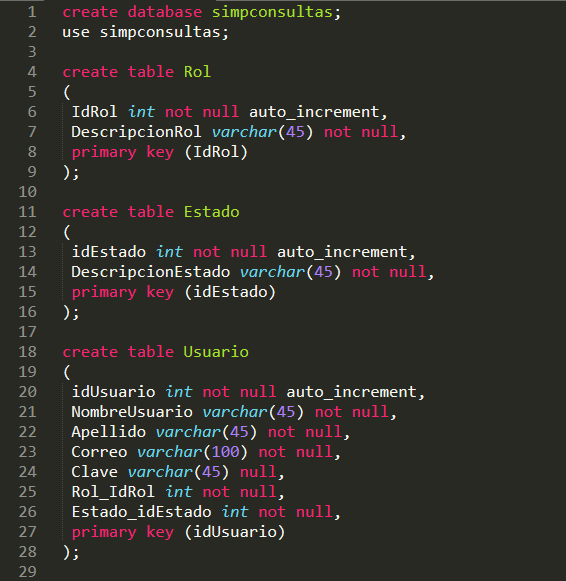 1 create database simpconsultas;
2 use simpconsultas;
3
4 create table Rol
5 (
6 IdRol int not null auto_increment,
7 DescripcionRol varchar(45) not null,
8 primary key (IdRol)
9 );
10
11 create table Estado
12 (
13 idEstado int not null auto_increment,
14 DescripcionEstado varchar(45) not null,
15 primary key (idEstado)
16 );
17
18 create table Usuario
19 (
20 idUsuario int not null auto_increment,
21 NombreUsuario varchar(45) not null,
22 Apellido varchar(45) not null,
23 Correo varchar(100) not null,
24 Clave varchar(45) null,
25 Rol_IdRol int not null,
26 Estado_idEstado int not null,
27 primary key (idUsuario)
28 );
29